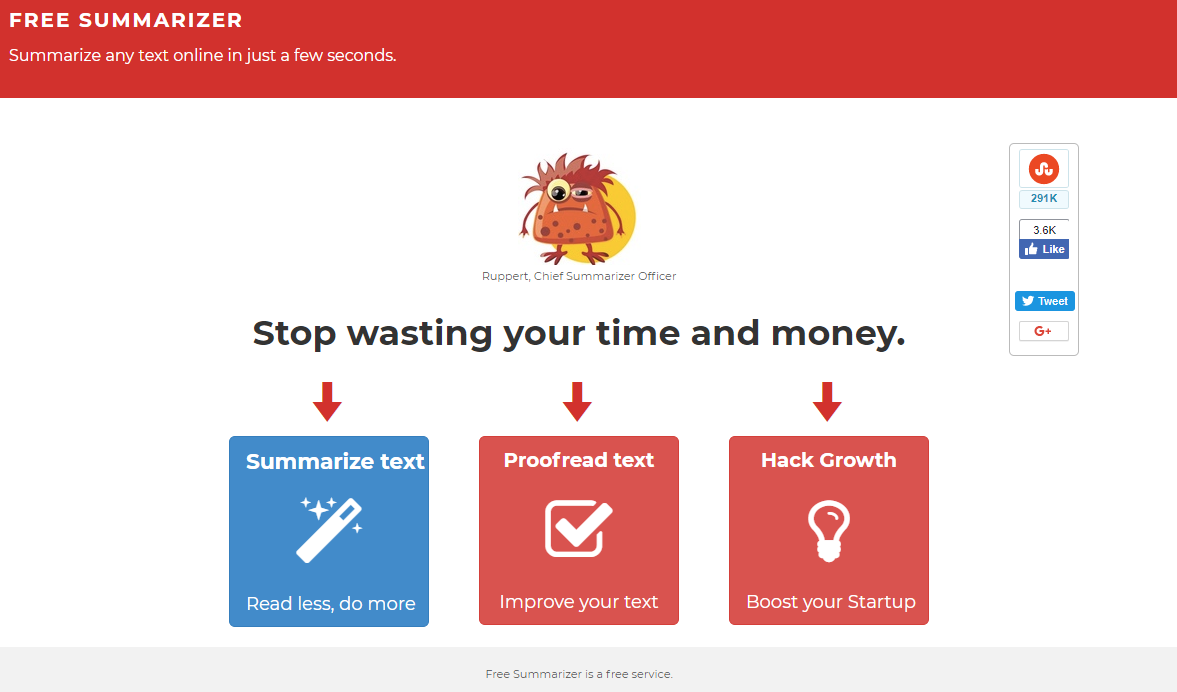 FREE SUMMARIZER
Summarize any text online in just a few seconds.
291K
3.6K
Like
Tweet
G+
Ruppert, Chief Summarizer Officer
Stop wasting your time and money.
Summarize text
Read less, do more
Proofread text
Improve your text
Hack Growth
Boost your Startup
Free Summarizer is a free service.